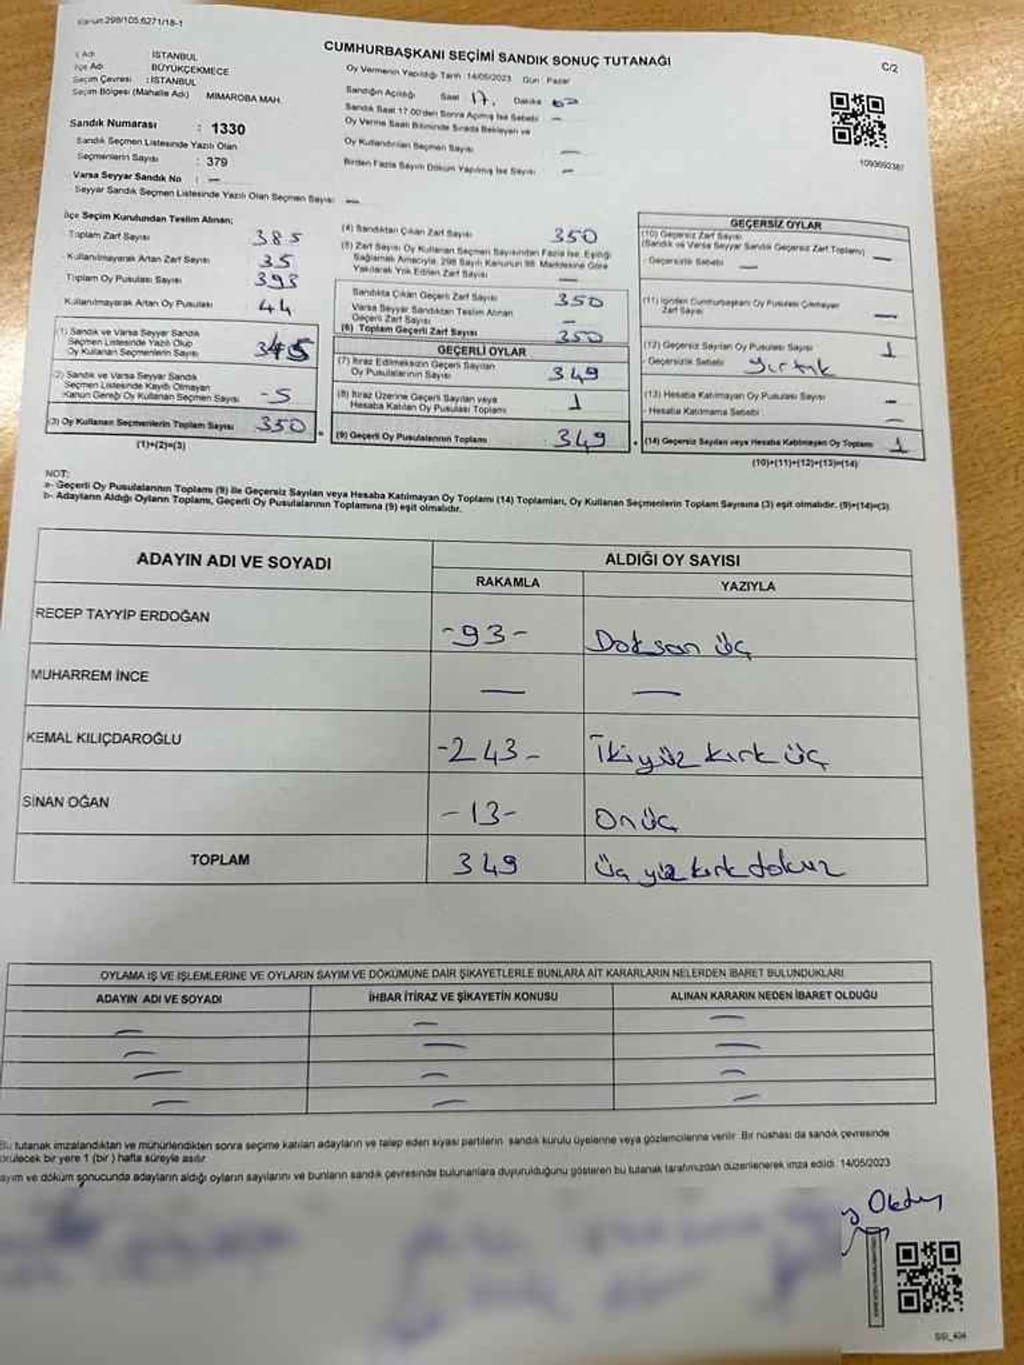 Kanun:298/105:6271/18-1
CUMHURBAŞKANI SEÇİMİ SANDIK SONUÇ TUTANAĞI
C/2
İl Adı : İSTANBUL
İlçe Adı : BÜYÜKÇEKMECE
Seçim Çevresi : İSTANBUL
Seçim Bölgesi (Mahalle Adı) MİMAROBA MAH.
Oy Vermenin Yapıldığı Tarih :14/05/2023 Gün : Pazar
Sandığın Açıldığı Saat 17. Dakika
Sandık Saat 17.00'den Sonra Açılmış İse Sebebi —
Oy Verme Saati Bitiminde Sırada Bekleyen ve
Oy Kullandırılan Seçmen Sayısı —
Birden Fazla Sayım Döküm Yapılmış İse Sayısı —
1093692387
Sandık Numarası : 1330
Sandık Seçmen Listesinde Yazılı Olan
Seçmenlerin Sayısı : 379
Varsa Seyyar Sandık No : —
Seyyar Sandık Seçmen Listesinde Yazılı Olan Seçmen Sayısı —
İlçe Seçim Kurulundan Teslim Alınan;
Toplam Zarf Sayısı 385
Kullanılmayarak Artan Zarf Sayısı 35
Toplam Oy Pusulası Sayısı 393
Kullanılmayarak Artan Oy Pusulası 44
(1) Sandık ve Varsa Seyyar Sandık
Seçmen Listesinde Yazılı Olup
Oy Kullanan Seçmenlerin Sayısı 345
(2) Sandık ve Varsa Seyyar Sandık
Seçmen Listesinde Kayıtlı Olmayan
Kanun Gereği Oy Kullanan Seçmen Sayısı -5
(3) Oy Kullanan Seçmenlerin Toplam Sayısı 350
(1)+(2)=(3)
(4) Sandıktan Çıkan Zarf Sayısı 350
(5) Zarf Sayısı Oy Kullanan Seçmen Sayısından Fazla İse, Eşitliği
Sağlamak Amacıyla, 298 Sayılı Kanunun 98. Maddesine Göre
Yakılarak Yok Edilen Zarf Sayısı —
Sandıkta Çıkan Geçerli Zarf Sayısı 350
Varsa Seyyar Sandıktan Teslim Alınan
Geçerli Zarf Sayısı —
(6) Toplam Geçerli Zarf Sayısı 350
GEÇERLİ OYLAR
(7) İtiraz Edilmeksizin Geçerli Sayılan
Oy Pusulalarının Sayısı 349
(8) İtiraz Üzerine Geçerli Sayılan veya
Hesaba Katılan Oy Pusulası Toplamı 1
(9) Geçerli Oy Pusulalarının Toplamı 349
GEÇERSİZ OYLAR
(10) Geçersiz Zarf Sayısı
(Sandık ve Varsa Seyyar Sandık Geçersiz Zarf Toplamı) —
- Geçersizlik Sebebi —
(11) İçinden Cumhurbaşkanı Oy Pusulası Çıkmayan
Zarf Sayısı —
(12) Geçersiz Sayılan Oy Pusulası Sayısı 1
- Geçersizlik Sebebi Yırtık
(13) Hesaba Katılmayan Oy Pusulası Sayısı —
- Hesaba Katılmama Sebebi —
(14) Geçersiz Sayılan veya Hesaba Katılmayan Oy Toplamı 1
(10)+(11)+(12)+(13)=(14)
NOT:
a- Geçerli Oy Pusulalarının Toplamı (9) ile Geçersiz Sayılan veya Hesaba Katılmayan Oy Toplamı (14) Toplamları, Oy Kullanan Seçmenlerin Toplam Sayısına (3) eşit olmalıdır. (9)+(14)=(3)
b- Adayların Aldığı Oyların Toplamı, Geçerli Oy Pusulalarının Toplamına (9) eşit olmalıdır.
ADAYIN ADI VE SOYADI
ALDIĞI OY SAYISI
RAKAMLA YAZIYLA
RECEP TAYYİP ERDOĞAN -93- Doksan üç
MUHARREM İNCE — —
KEMAL KILIÇDAROĞLU -243- İkiyüz kırk üç
SİNAN OĞAN -13- On üç
TOPLAM 349 Üç yüz kırk dokuz
OYLAMA İŞ VE İŞLEMLERİNE VE OYLARIN SAYIM VE DÖKÜMÜNE DAİR ŞİKAYETLERLE BUNLARA AİT KARARLARIN NELERDEN İBARET BULUNDUKLARI
ADAYIN ADI VE SOYADI İHBAR İTİRAZ VE ŞİKAYETİN KONUSU ALINAN KARARIN NEDEN İBARET OLDUĞU
— — —
— — —
— — —
— — —
Bu tutanak imzalandıktan ve mühürlendikten sonra seçime katılan adayların ve talep eden siyasi partilerin sandık kurulu üyelerine veya gözlemcilerine verilir. Bir nüshası da sandık çevresinde
bir yere 1 (bir) hafta süreyle asılır.
ayım ve döküm sonucunda adayların aldığı oyların sayılarını ve bunların sandık çevresinde bulunanlara duyurulduğunu gösteren bu tutanak tarafımızdan düzenlenerek imza edildi. 14/05/2023